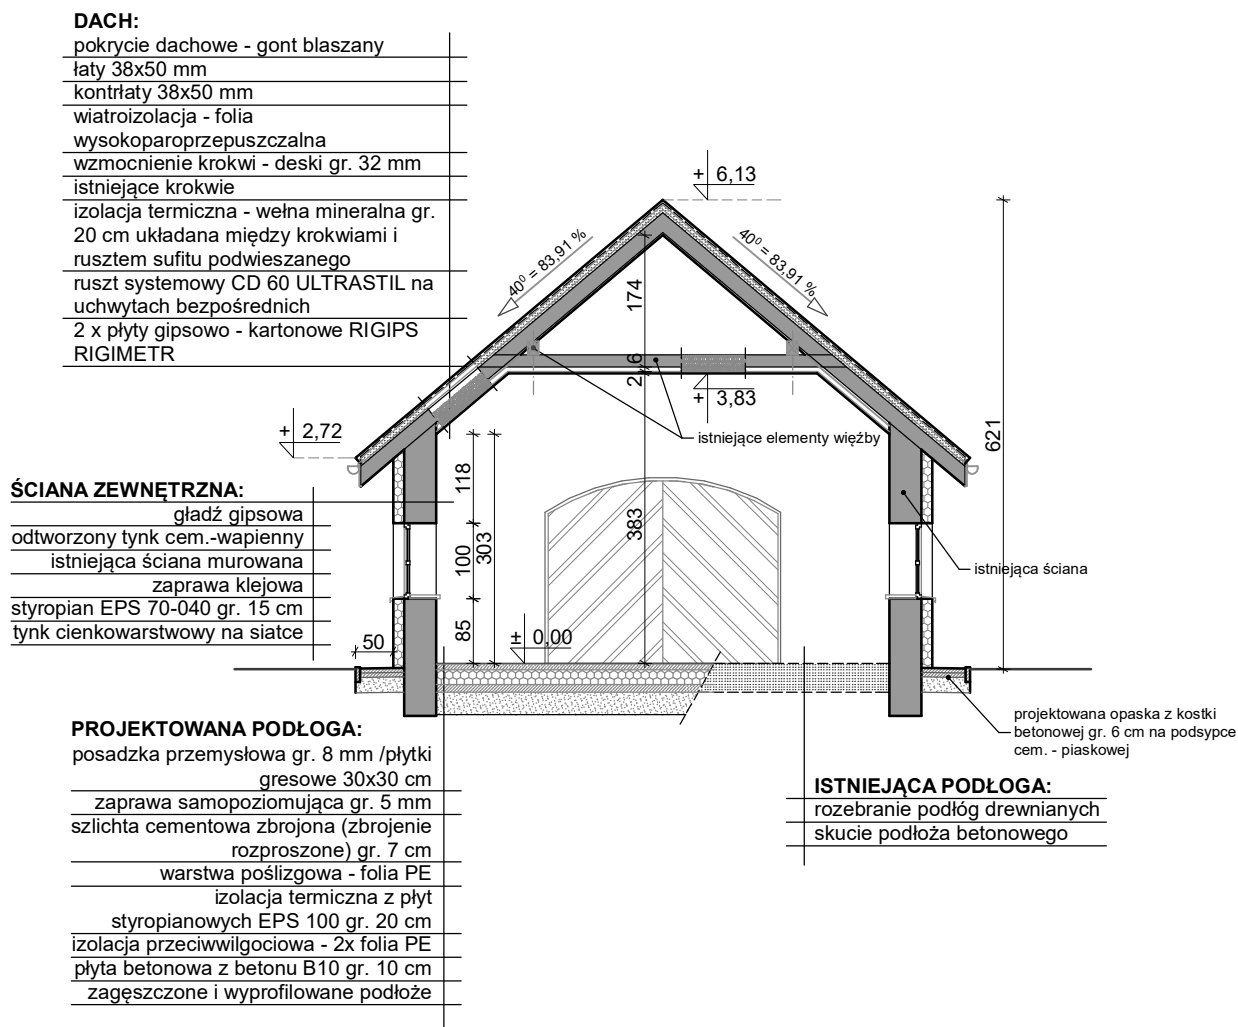 DACH:
pokrycie dachowe - gont blaszany
łaty 38x50 mm
kontrłaty 38x50 mm
wiatroizolacja - folia
wysokoparoprzepuszczalna
wzmocnienie krokwi - deski gr. 32 mm
istniejące krokwie
izolacja termiczna - wełna mineralna gr.
20 cm układana między krokwiami i
rusztem sufitu podwieszanego
ruszt systemowy CD 60 ULTRASTIL na
uchwytach bezpośrednich
2 x płyty gipsowo - kartonowe RIGIPS
RIGIMETR
+ 6,13
40⁰ = 83,91 %
40⁰ = 83,91 %
174
2 6
+ 3,83
+ 2,72
istniejące elementy więźby
621
118
100
303
85
383
± 0,00
50
istniejąca ściana
ŚCIANA ZEWNĘTRZNA:
gładź gipsowa
odtworzony tynk cem.-wapienny
istniejąca ściana murowana
zaprawa klejowa
styropian EPS 70-040 gr. 15 cm
tynk cienkowarstwowy na siatce
projektowana opaska z kostki
betonowej gr. 6 cm na podsypce
cem. - piaskowej
PROJEKTOWANA PODŁOGA:
posadzka przemysłowa gr. 8 mm /płytki
gresowe 30x30 cm
zaprawa samopoziomująca gr. 5 mm
szlichta cementowa zbrojona (zbrojenie
rozproszone) gr. 7 cm
warstwa poślizgowa - folia PE
izolacja termiczna z płyt
styropianowych EPS 100 gr. 20 cm
izolacja przeciwwilgociowa - 2x folia PE
płyta betonowa z betonu B10 gr. 10 cm
zagęszczone i wyprofilowane podłoże
ISTNIEJĄCA PODŁOGA:
rozebranie podłóg drewnianych
skucie podłoża betonowego